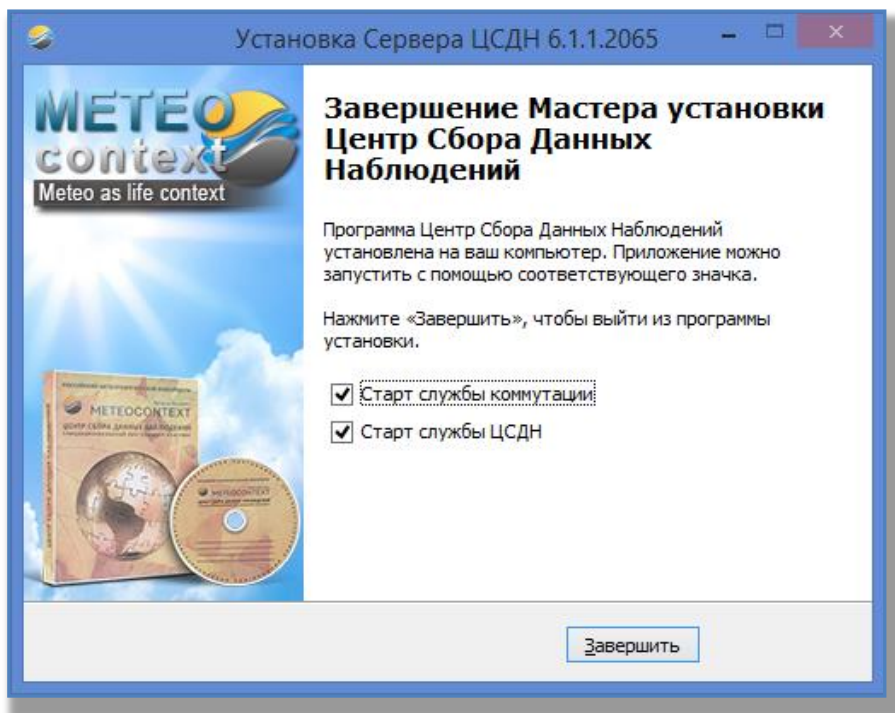 Установка Сервера ЦСДН 6.1.1.2065
METEO
context
Meteo as life context
Завершение Мастера установки
Центр Сбора Данных
Наблюдений
Программа Центр Сбора Данных Наблюдений
установлена на ваш компьютер. Приложение можно
запустить с помощью соответствующего значка.
Нажмите «Завершить», чтобы выйти из программы
установки.
Старт службы коммутации
Старт службы ЦСДН
METEOCONTEXT
ЦЕНТР СБОРА ДАННЫХ НАБЛЮДЕНИЙ
METEOCONTEXT
Завершить